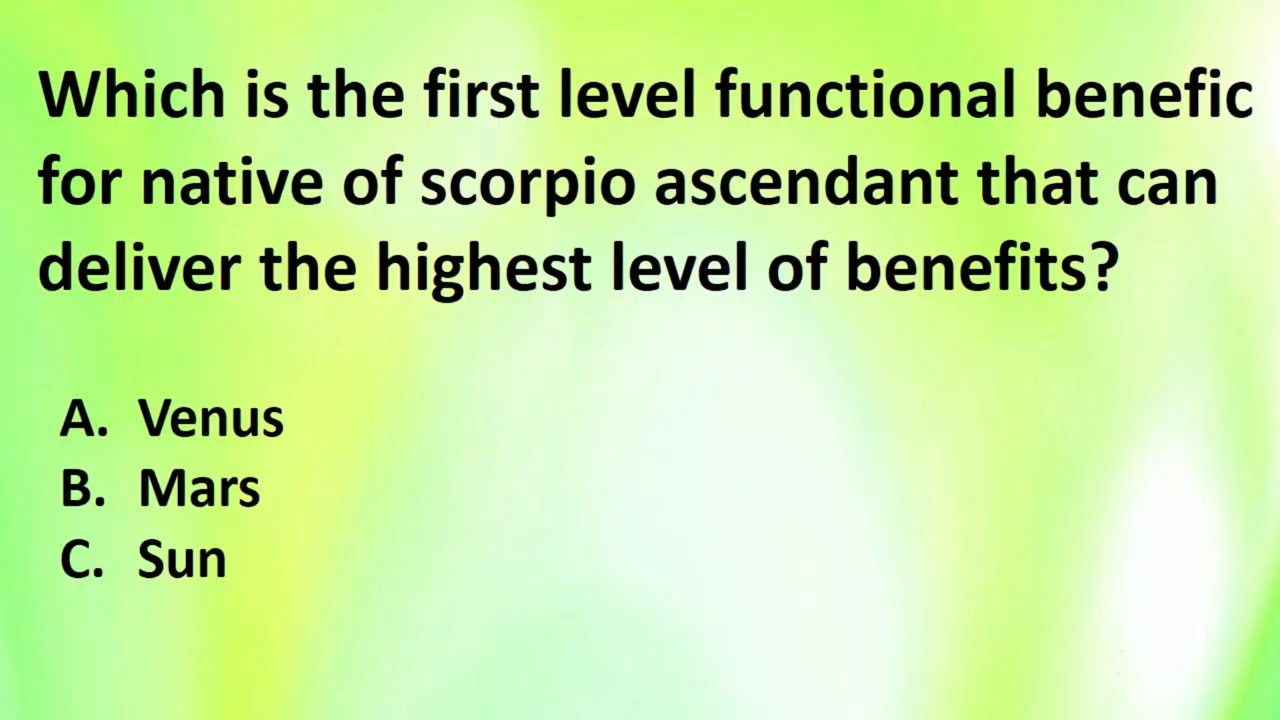 Which is the first level functional benefic
for native of scorpio ascendant that can
deliver the highest level of benefits?
A. Venus
B. Mars
C. Sun